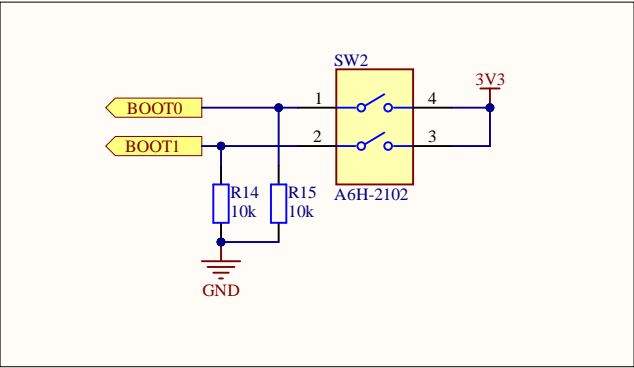 SW2
3V3
BOOT0 1 4
BOOT1 2 3
R14 R15 A6H-2102
10k 10k
GND